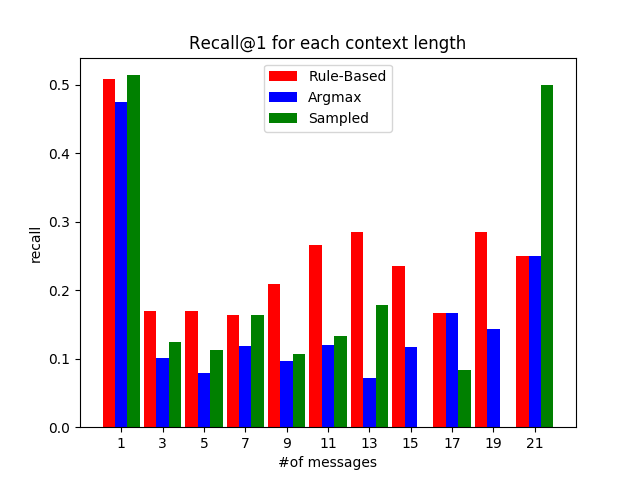 Recall@1 for each context length
Rule-Based
Argmax
Sampled
recall
0.5
0.4
0.3
0.2
0.1
0.0
1 3 5 7 9 11 13 15 17 19 21
#of messages